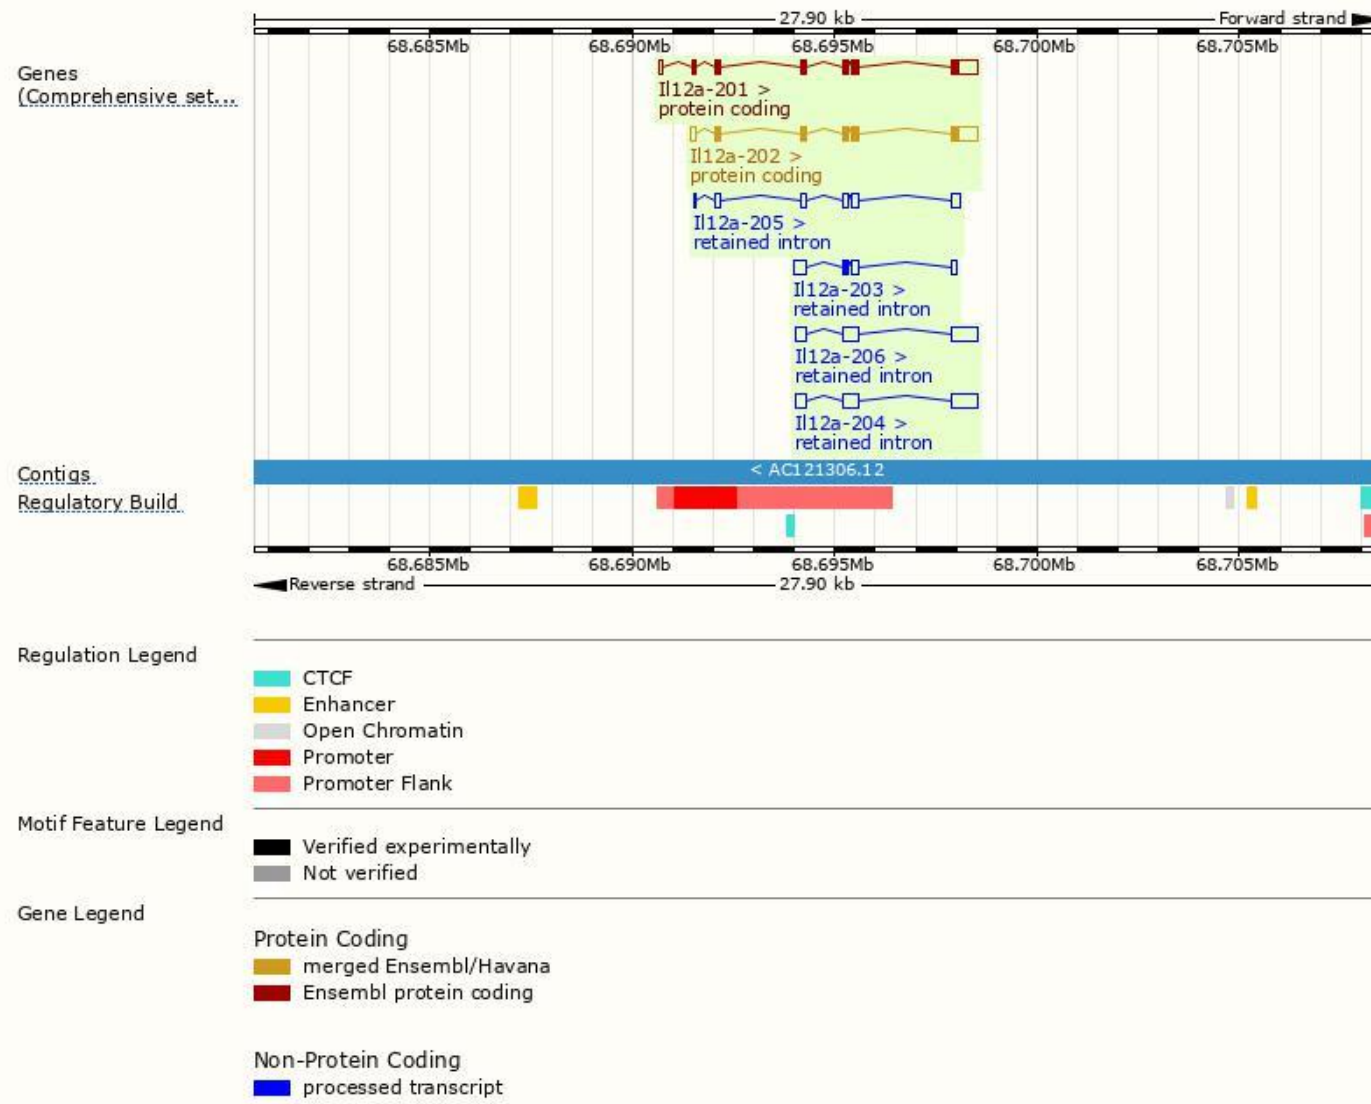 27.90 kb Forward strand
68.685Mb 68.690Mb 68.695Mb 68.700Mb 68.705Mb
Genes
(Comprehensive set...
Il12a-201 >
protein coding
Il12a-202 >
protein coding
Il12a-205 >
retained intron
Il12a-203 >
retained intron
Il12a-206 >
retained intron
Il12a-204 >
retained intron
Contigs
< AC121306.12
Regulatory Build
68.685Mb 68.690Mb 68.695Mb 68.700Mb 68.705Mb
Reverse strand 27.90 kb
Regulation Legend
CTCF
Enhancer
Open Chromatin
Promoter
Promoter Flank
Motif Feature Legend
Verified experimentally
Not verified
Gene Legend
Protein Coding
merged Ensembl/Havana
Ensembl protein coding
Non-Protein Coding
processed transcript